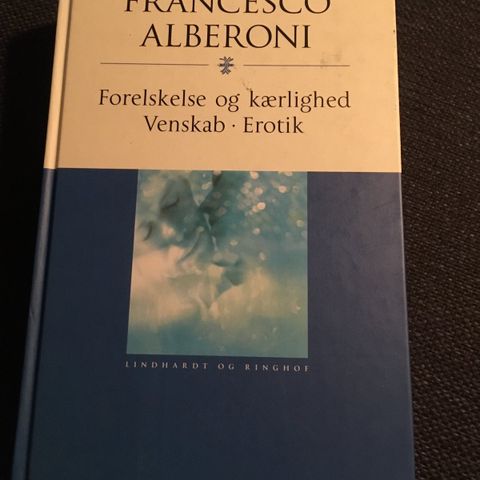 FRANCESCO
ALBERONI
Forelskelse og kærlighed
Venskab · Erotik
LINDHARDT OG RINGHOF